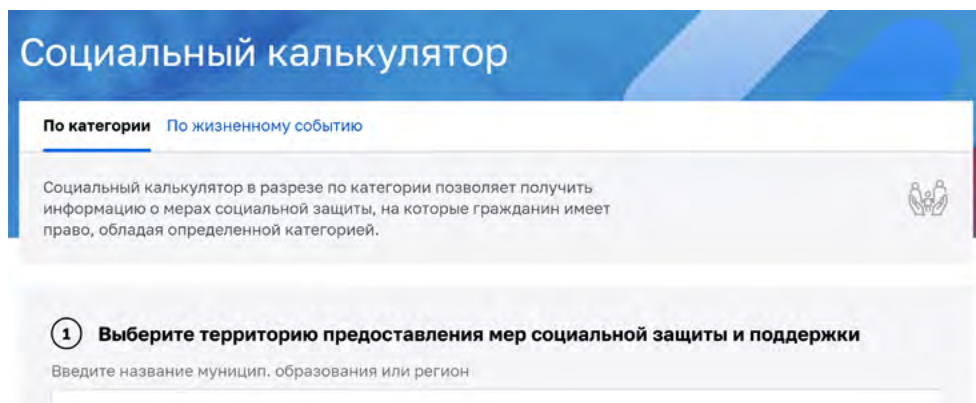 Социальный калькулятор
По категории По жизненному событию
Социальный калькулятор в разрезе по категории позволяет получить
информацию о мерах социальной защиты, на которые гражданин имеет
право, обладая определенной категорией.
1 Выберите территорию предоставления мер социальной защиты и поддержки
Введите название муницип. образования или регион